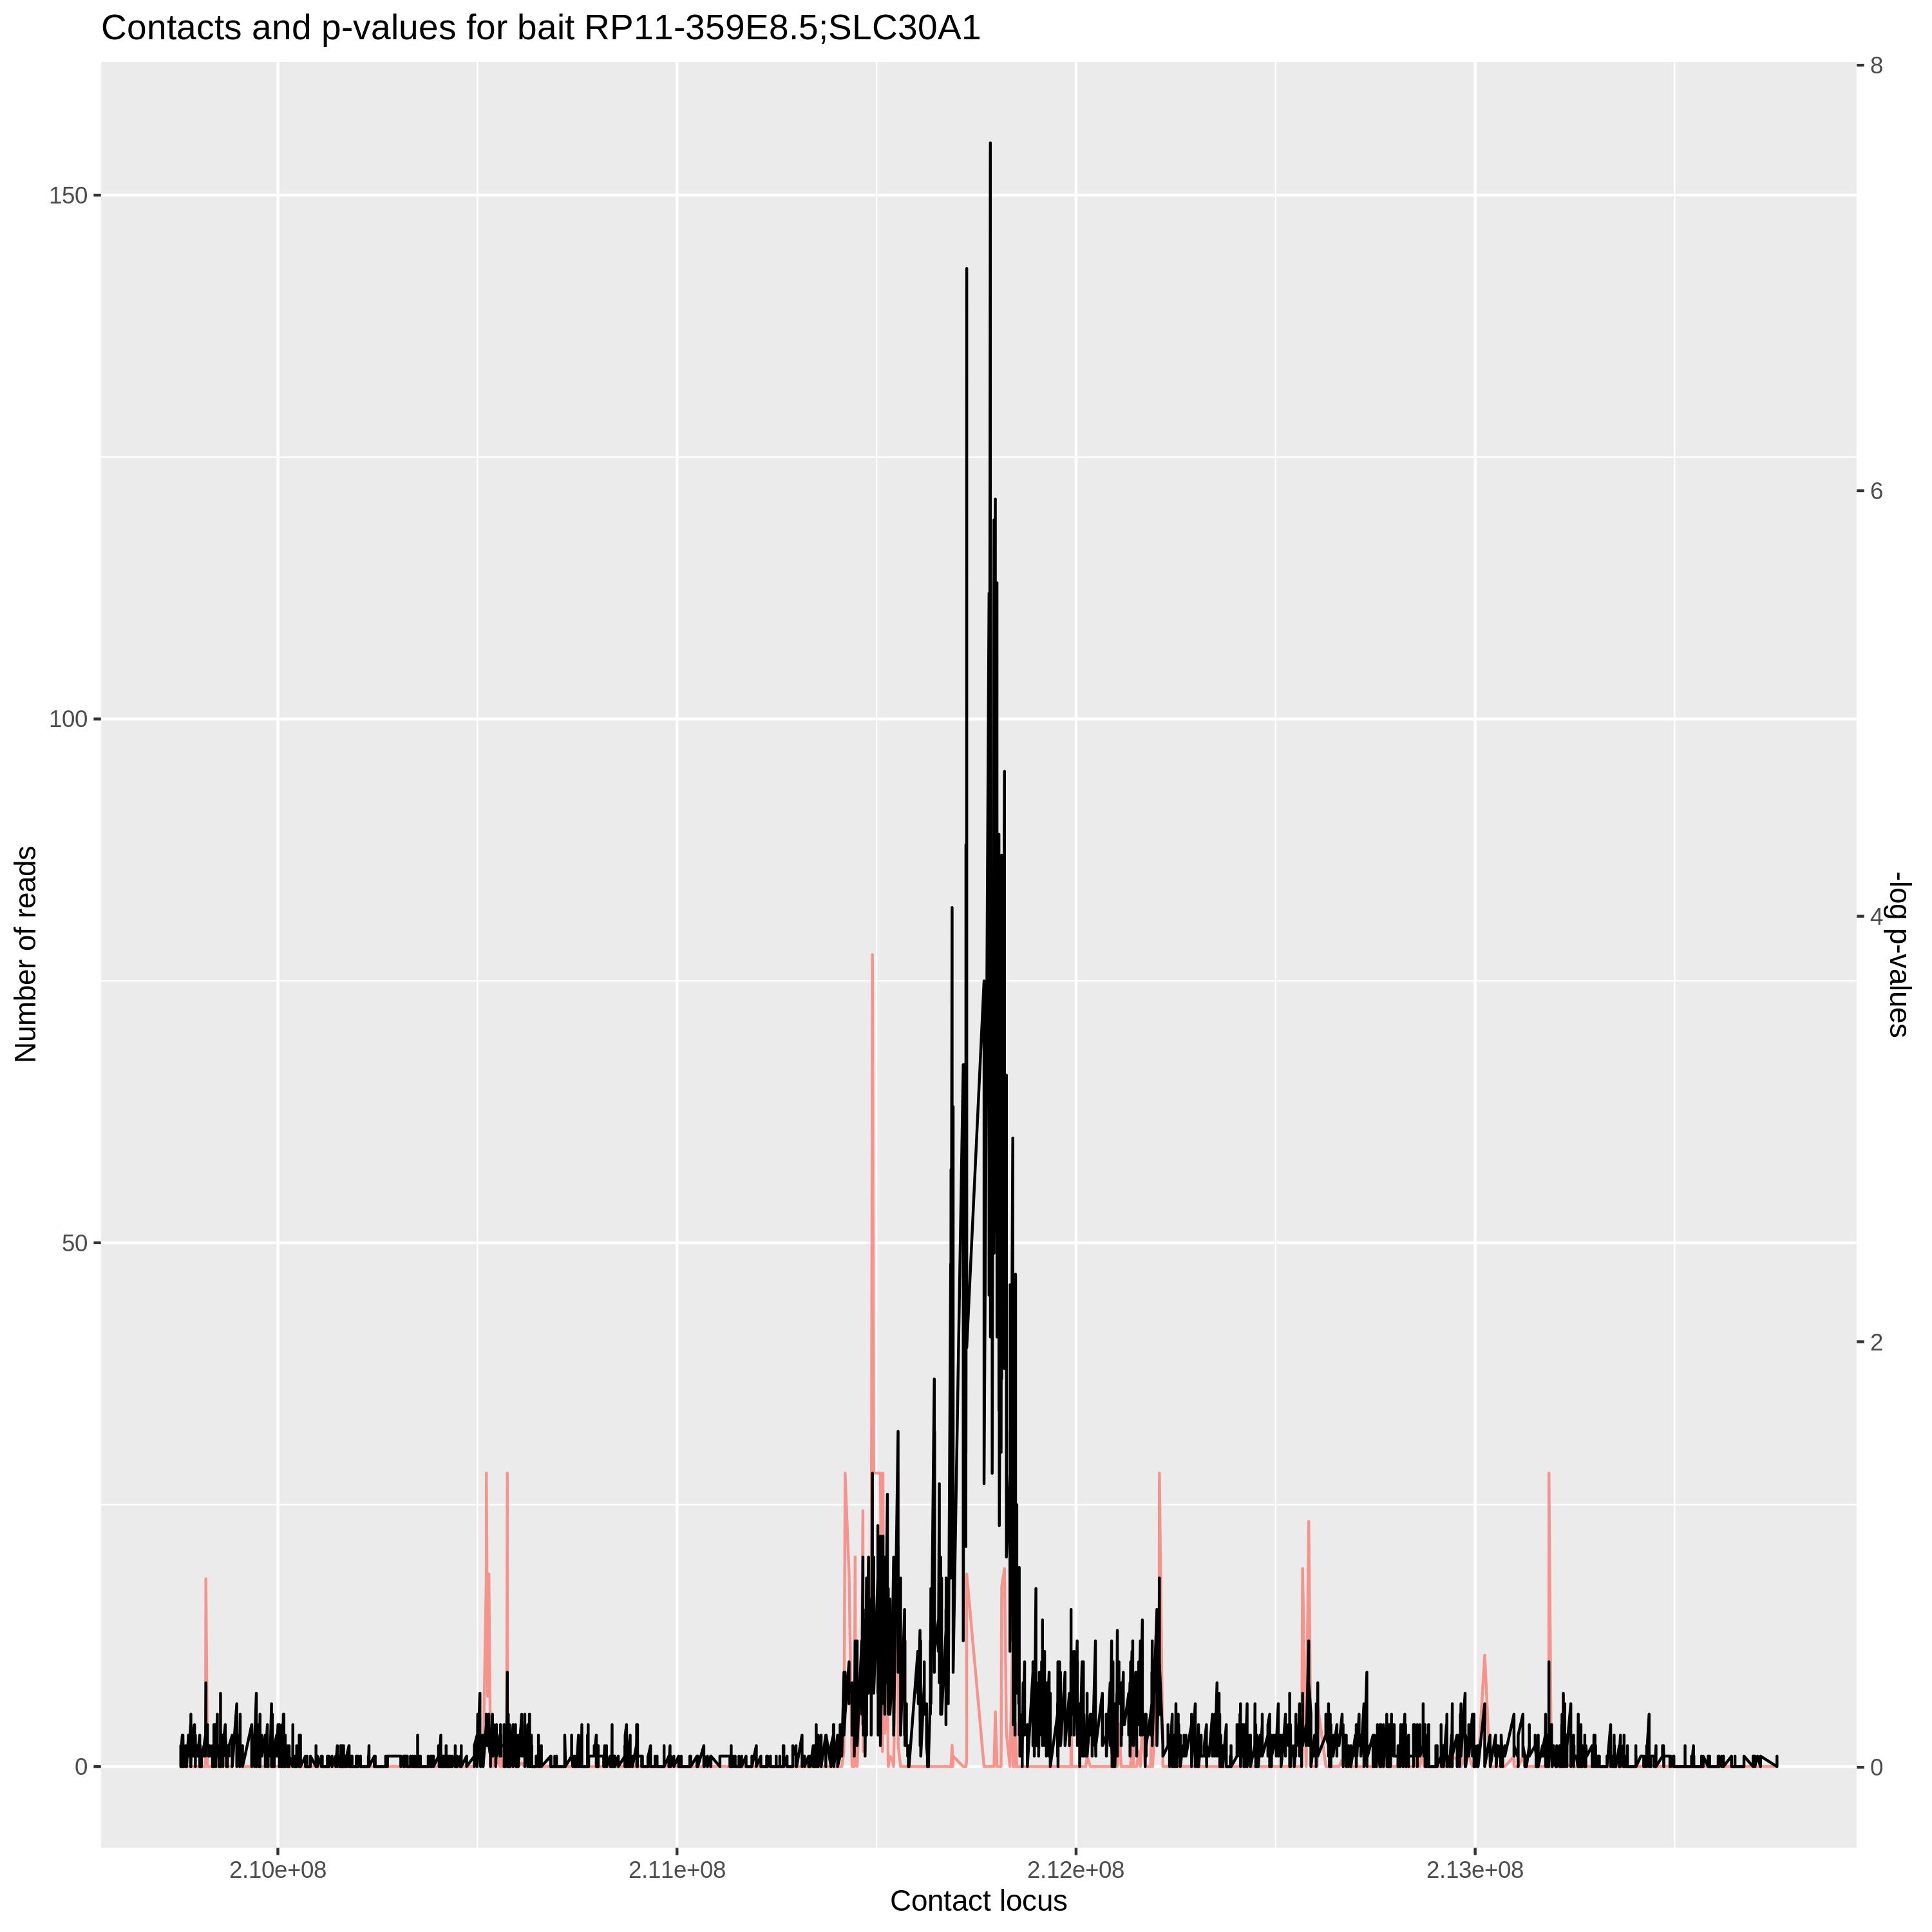 Contacts and p-values for bait RP11-359E8.5;SLC30A1
150
100
50
0
Number of reads
8
6
4
2
0
-log p-values
2.10e+08
2.11e+08
2.12e+08
2.13e+08
Contact locus